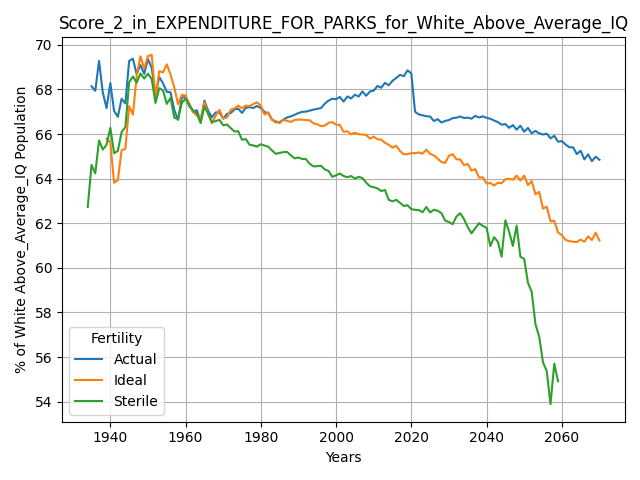 Score_2_in_EXPENDITURE_FOR_PARKS_for_White_Above_Average_IQ
% of White Above_Average_IQ Population
70
68
66
64
62
60
58
56
54
Fertility
Actual
Ideal
Sterile
1940 1960 1980 2000 2020 2040 2060
Years